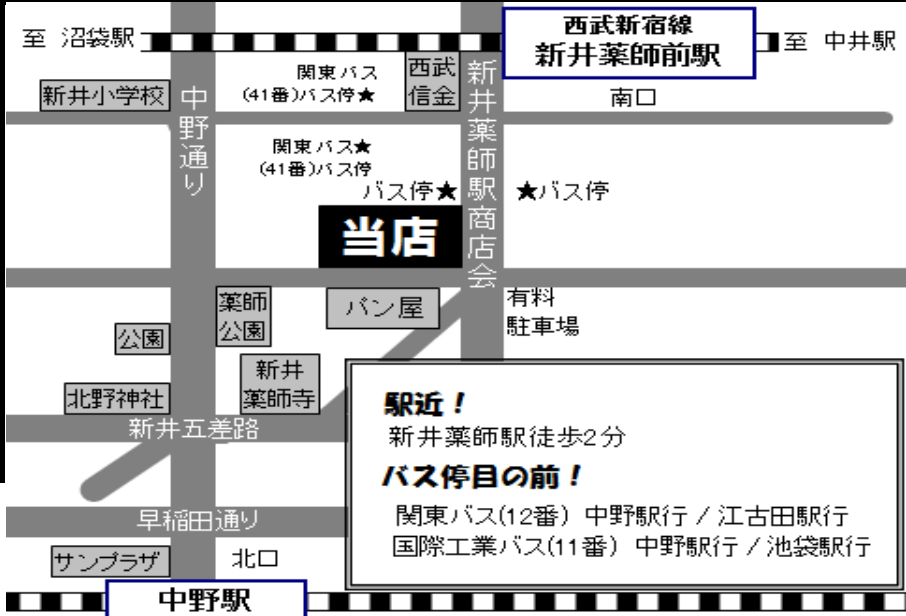 至 沼袋駅
西武新宿線
新井薬師前駅
至 中井駅
新井小学校
中野通り
関東バス
(41番)バス停★
西武
信金
新井薬師駅商店会
南口
関東バス★
(41番)バス停
バス停★
★バス停
当店
薬師
公園
パン屋
有料
駐車場
公園
新井
薬師寺
北野神社
新井五差路
駅近！
新井薬師駅徒歩2分
バス停目の前！
関東バス(12番) 中野駅行 / 江古田駅行
国際工業バス(11番) 中野駅行 / 池袋駅行
早稲田通り
サンプラザ
北口
中野駅